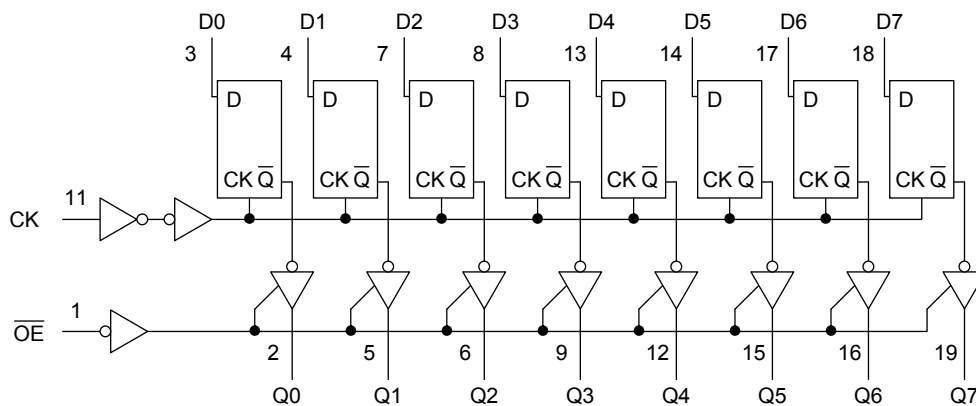 D0 D1 D2 D3 D4 D5 D6 D7
3 4 7 8 13 14 17 18
D D D D D D D D
CK Q̅ CK Q̅ CK Q̅ CK Q̅ CK Q̅ CK Q̅ CK Q̅ CK Q̅
11
CK
1
O̅E̅
2 5 6 9 12 15 16 19
Q0 Q1 Q2 Q3 Q4 Q5 Q6 Q7